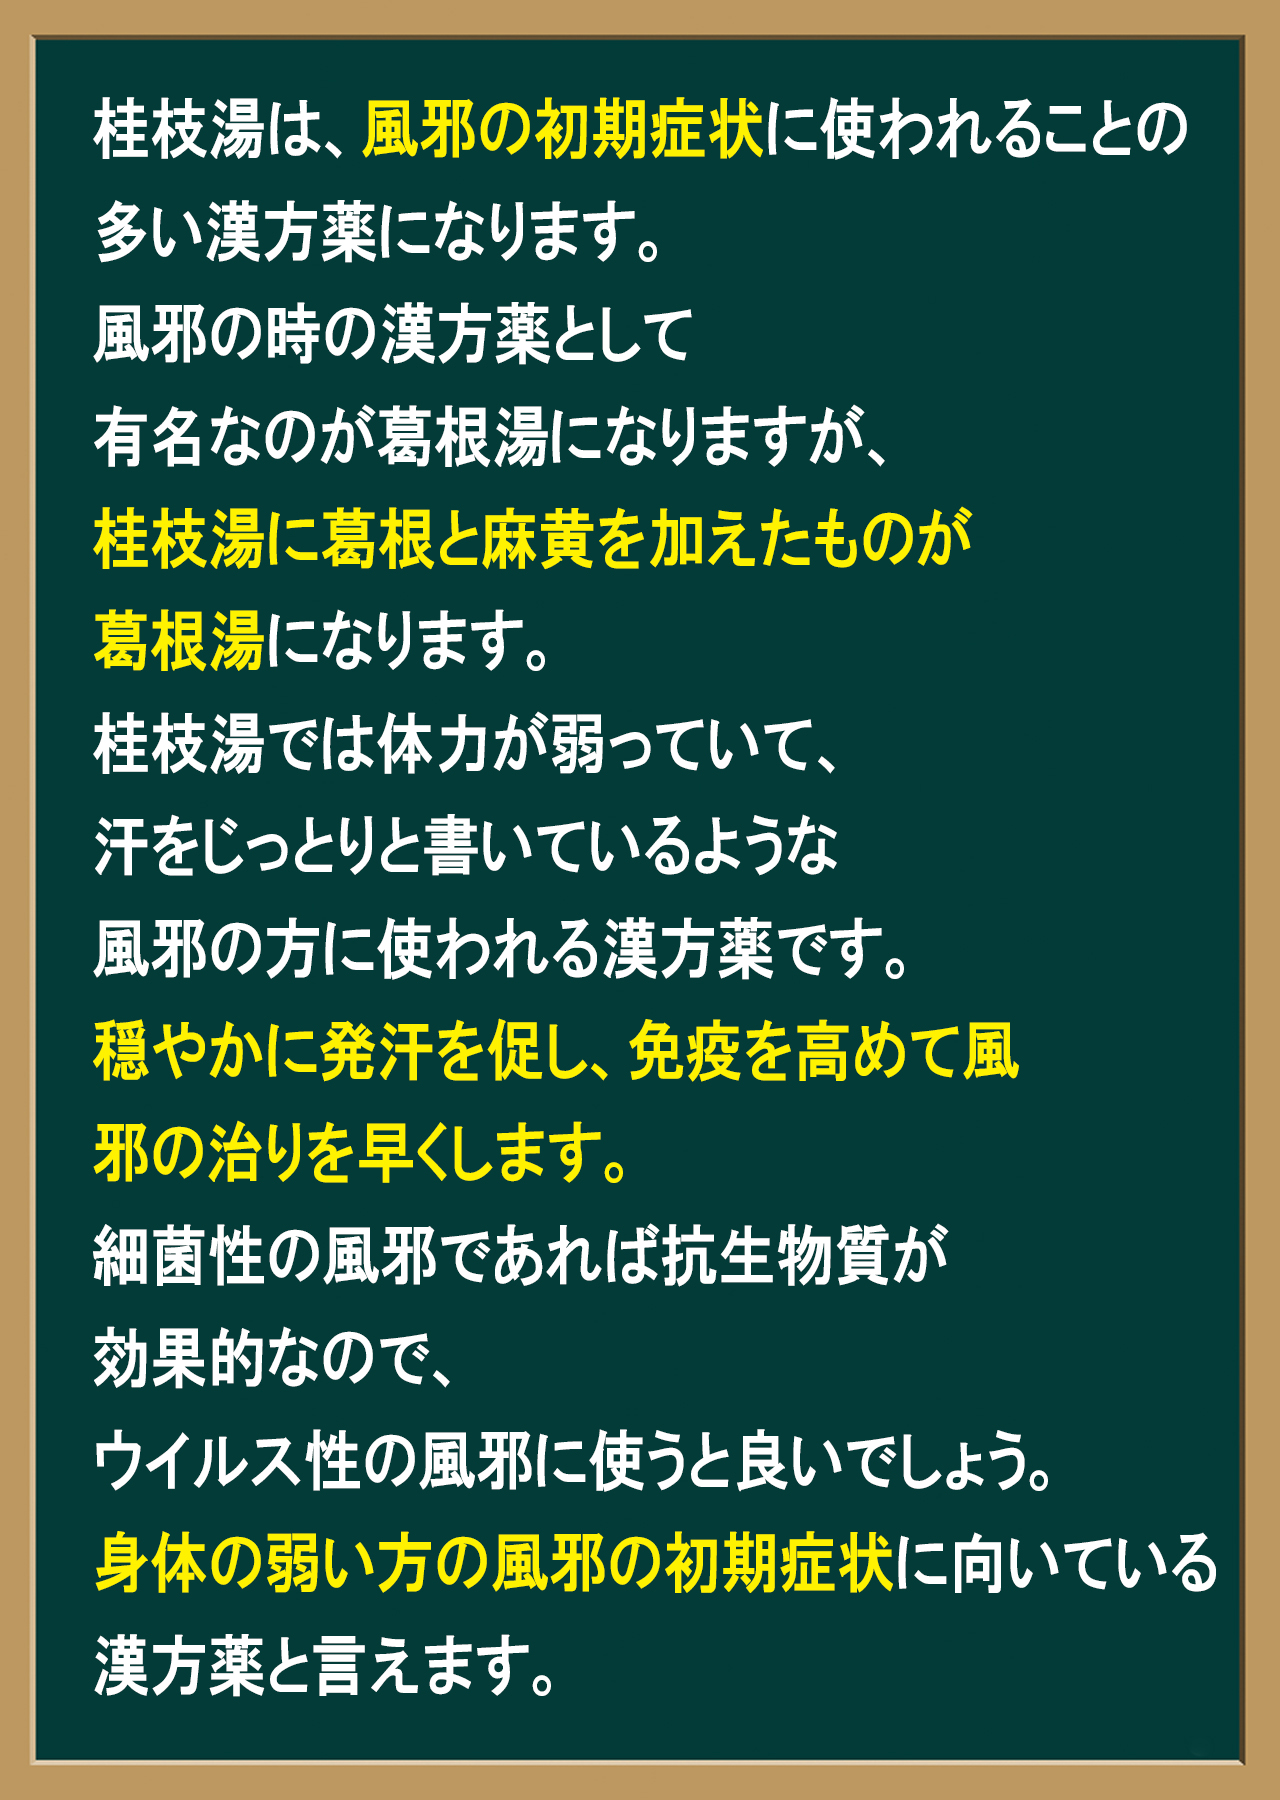 桂枝湯は、風邪の初期症状に使われることの
多い漢方薬になります。
風邪の時の漢方薬として
有名なのが葛根湯になりますが、
桂枝湯に葛根と麻黄を加えたものが
葛根湯になります。
桂枝湯では体力が弱っていて、
汗をじっとりと書いているような
風邪の方に使われる漢方薬です。
穏やかに発汗を促し、免疫を高めて風
邪の治りを早くします。
細菌性の風邪であれば抗生物質が
効果的なので、
ウイルス性の風邪に使うと良いでしょう。
身体の弱い方の風邪の初期症状に向いている
漢方薬と言えます。